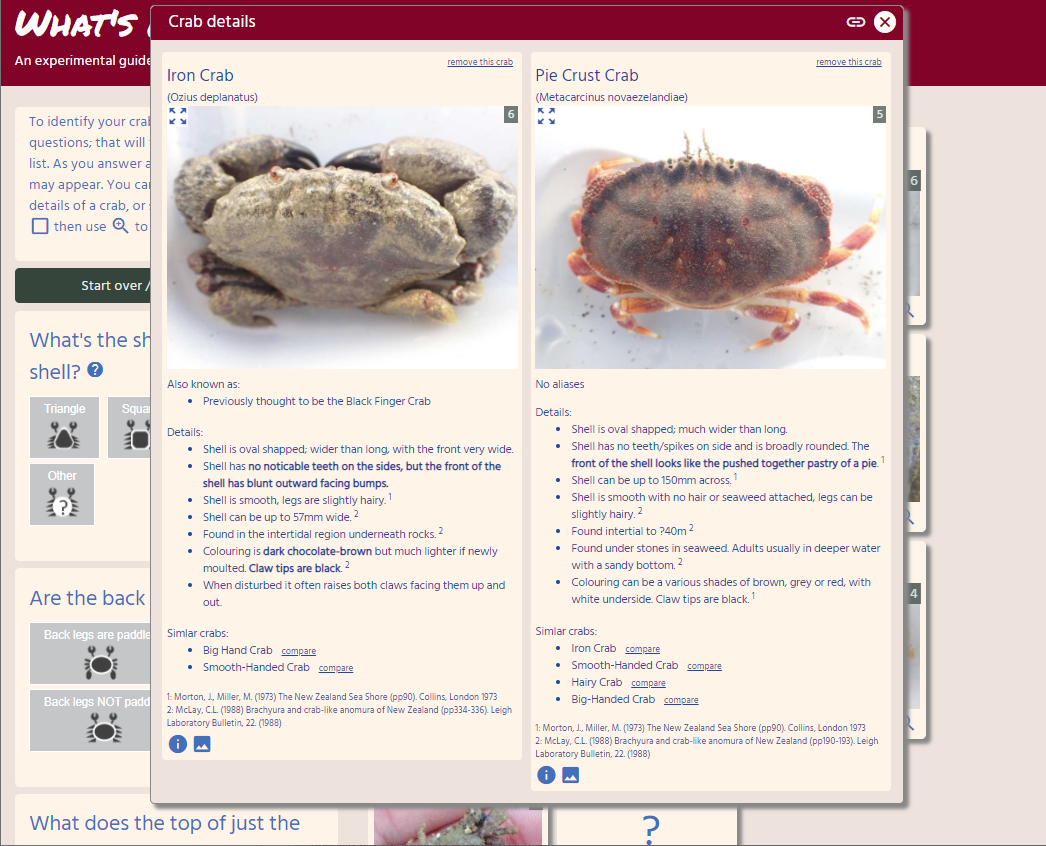 WHAT'S
An experimental guide
Crab details
To identify your crab
questions; that will
list. As you answer a
may appear. You can
details of a crab, or
then use to
Start over /
What's the sh
shell?
Triangle
Squa
Other
?
Are the back
Back legs are paddle
Back legs NOT padd
What does the top of just the
remove this crab
Iron Crab
(Ozius deplanatus)
6
Also known as:
Previously thought to be the Black Finger Crab
Details:
Shell is oval shapped; wider than long, with the front very wide.
Shell has no noticable teeth on the sides, but the front of the
shell has blunt outward facing bumps.
Shell is smooth, legs are slightly hairy. 1
Shell can be up to 57mm wide. 2
Found in the intertidal region underneath rocks. 2
Colouring is dark chocolate-brown but much lighter if newly
moulted. Claw tips are black. 2
When disturbed it often raises both claws facing them up and
out.
Simlar crabs:
Big Hand Crab compare
Smooth-Handed Crab compare
1: Morton, J., Miller, M. (1973) The New Zealand Sea Shore (pp90). Collins, London 1973
2: McLay, C.L. (1988) Brachyura and crab-like anomura of New Zealand (pp334-336). Leigh
Laboratory Bulletin, 22. (1988)
remove this crab
Pie Crust Crab
(Metacarcinus novaezelandiae)
5
No aliases
Details:
Shell is oval shapped; much wider than long.
Shell has no teeth/spikes on side and is broadly rounded. The
front of the shell looks like the pushed together pastry of a pie. 1
Shell can be up to 150mm across. 1
Shell is smooth with no hair or seaweed attached, legs can be
slightly hairy. 2
Found intertial to ?40m 2
Found under stones in seaweed. Adults usually in deeper water
with a sandy bottom. 2
Colouring can be a various shades of brown, grey or red, with
white underside. Claw tips are black. 1
Simlar crabs:
Iron Crab compare
Smooth-Handed Crab compare
Hairy Crab compare
Big-Handed Crab compare
1: Morton, J., Miller, M. (1973) The New Zealand Sea Shore (pp90). Collins, London 1973
2: McLay, C.L. (1988) Brachyura and crab-like anomura of New Zealand (pp190-193). Leigh
Laboratory Bulletin, 22. (1988)
6
4
?